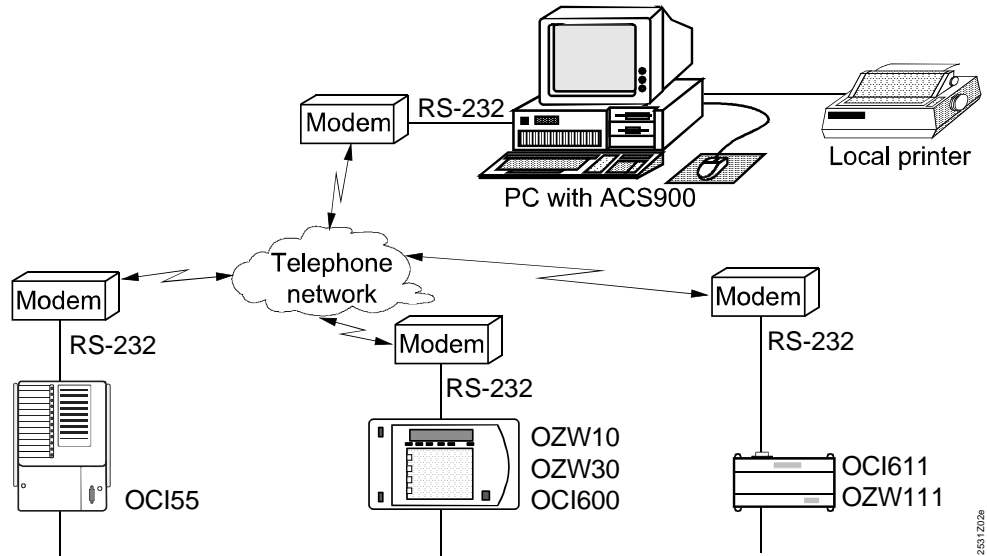 RS-232
Modem
Local printer
PC with ACS900
Telephone
network
Modem
Modem
Modem
RS-232
RS-232
RS-232
OZW10
OZW30
OCI600
OCI611
OZW111
OCI55
2531Z02e